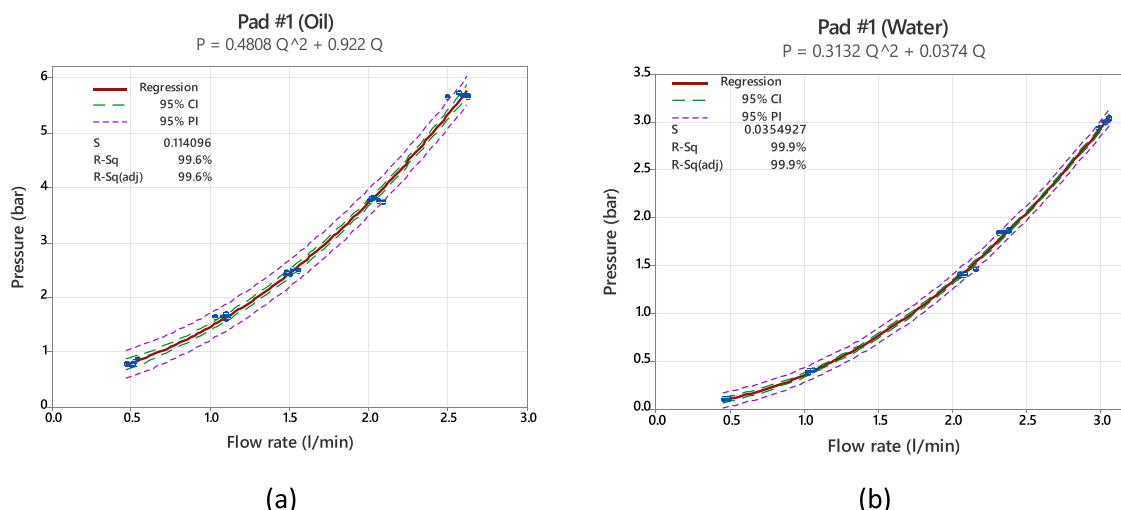 Pad #1 (Oil)
P = 0.4808 Q^2 + 0.922 Q
Regression
95% CI
95% PI
S 0.114096
R-Sq 99.6%
R-Sq(adj) 99.6%
6
5
4
3
2
1
0
Pressure (bar)
0.0 0.5 1.0 1.5 2.0 2.5 3.0
Flow rate (l/min)
(a)
Pad #1 (Water)
P = 0.3132 Q^2 + 0.0374 Q
Regression
95% CI
95% PI
S 0.0354927
R-Sq 99.9%
R-Sq(adj) 99.9%
3.5
3.0
2.5
2.0
1.5
1.0
0.5
0.0
Pressure (bar)
0.0 0.5 1.0 1.5 2.0 2.5 3.0
Flow rate (l/min)
(b)